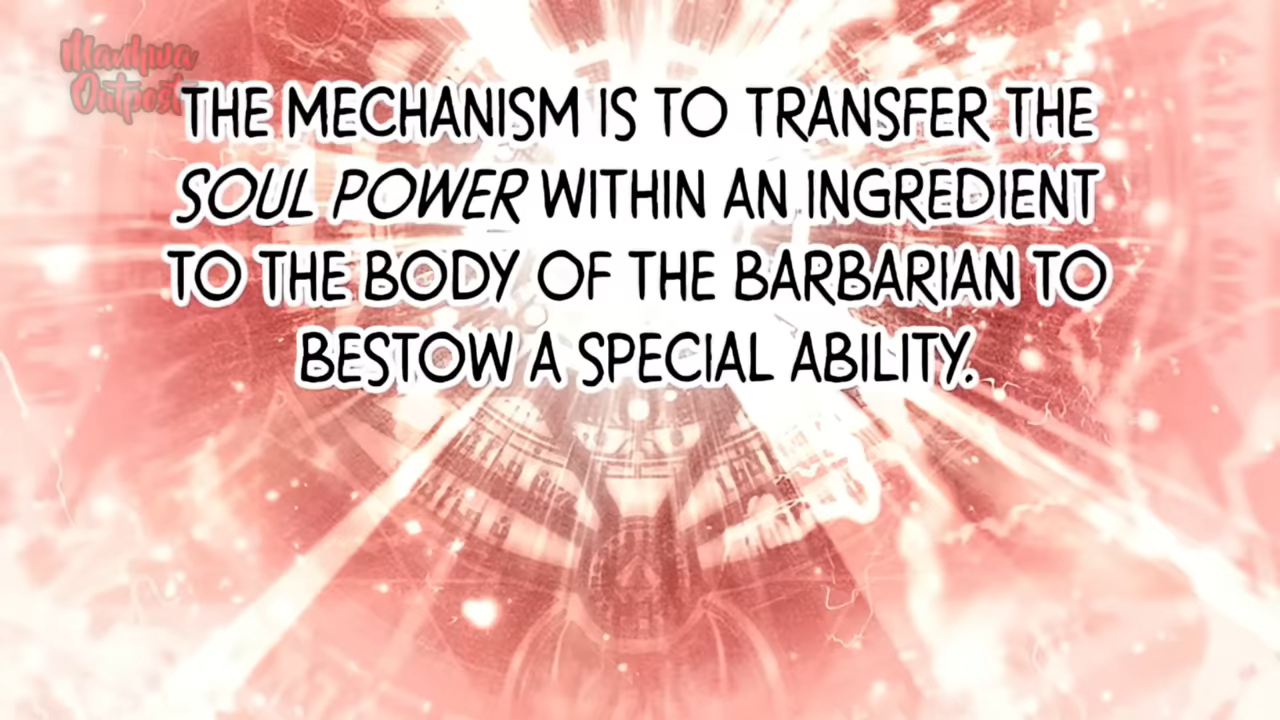 Manhwa
Outpost
THE MECHANISM IS TO TRANSFER THE
SOUL POWER WITHIN AN INGREDIENT
TO THE BODY OF THE BARBARIAN TO
BESTOW A SPECIAL ABILITY.